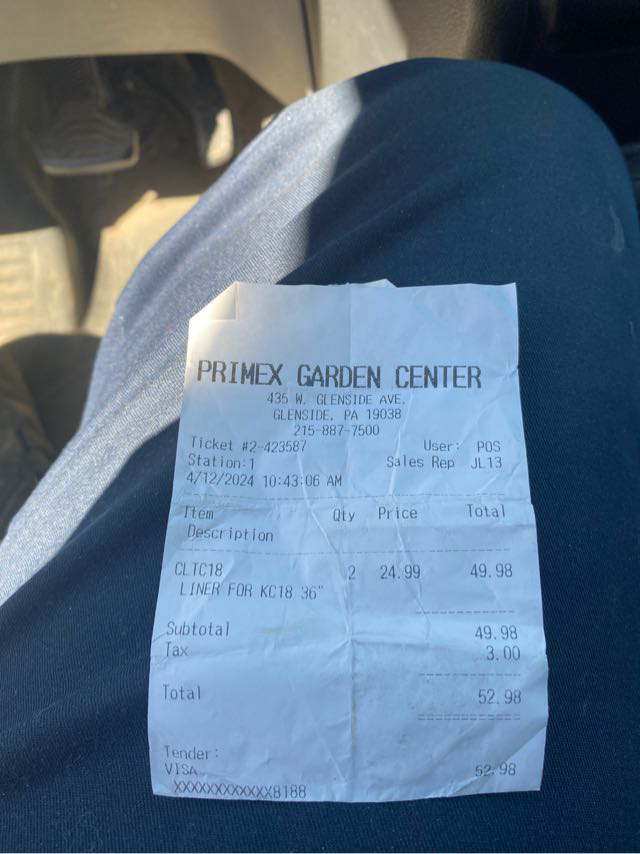 PRIMEX GARDEN CENTER
435 W. GLENSIDE AVE.
GLENSIDE, PA 19038
215-887-7500
Ticket #2-423587 User: POS
Station:1 Sales Rep JL13
4/12/2024 10:43:06 AM
Item Qty Price Total
Description
CLTC18 2 24.99 49.98
LINER FOR KC18 36"
Subtotal 49.98
Tax 3.00
Total 52.98
Tender:
VISA 52.98
XXXXXXXXXXXX8188